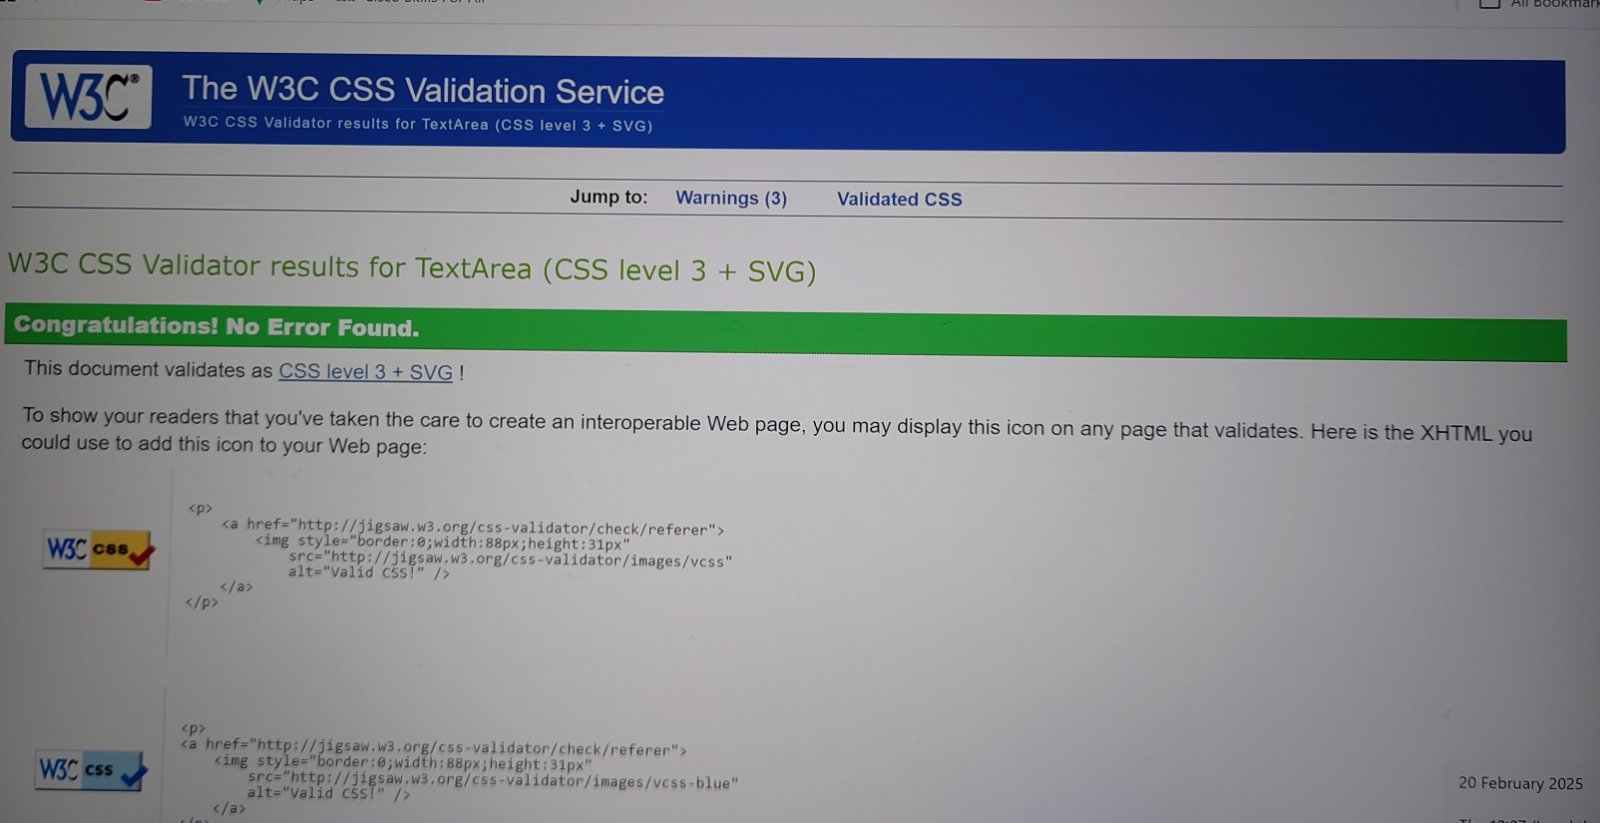 All Bookmar
W3C®
The W3C CSS Validation Service
W3C CSS Validator results for TextArea (CSS level 3 + SVG)
Jump to: Warnings (3) Validated CSS
W3C CSS Validator results for TextArea (CSS level 3 + SVG)
Congratulations! No Error Found.
This document validates as CSS level 3 + SVG !
To show your readers that you've taken the care to create an interoperable Web page, you may display this icon on any page that validates. Here is the XHTML you
could use to add this icon to your Web page:
W3C css
<p>
<a href="http://jigsaw.w3.org/css-validator/check/referer">
<img style="border:0;width:88px;height:31px"
src="http://jigsaw.w3.org/css-validator/images/vcss"
alt="Valid CSS!" />
</a>
</p>
W3C css
<p>
<a href="http://jigsaw.w3.org/css-validator/check/referer">
<img style="border:0;width:88px;height:31px"
src="http://jigsaw.w3.org/css-validator/images/vcss-blue"
alt="Valid CSS!" />
</a>
20 February 2025